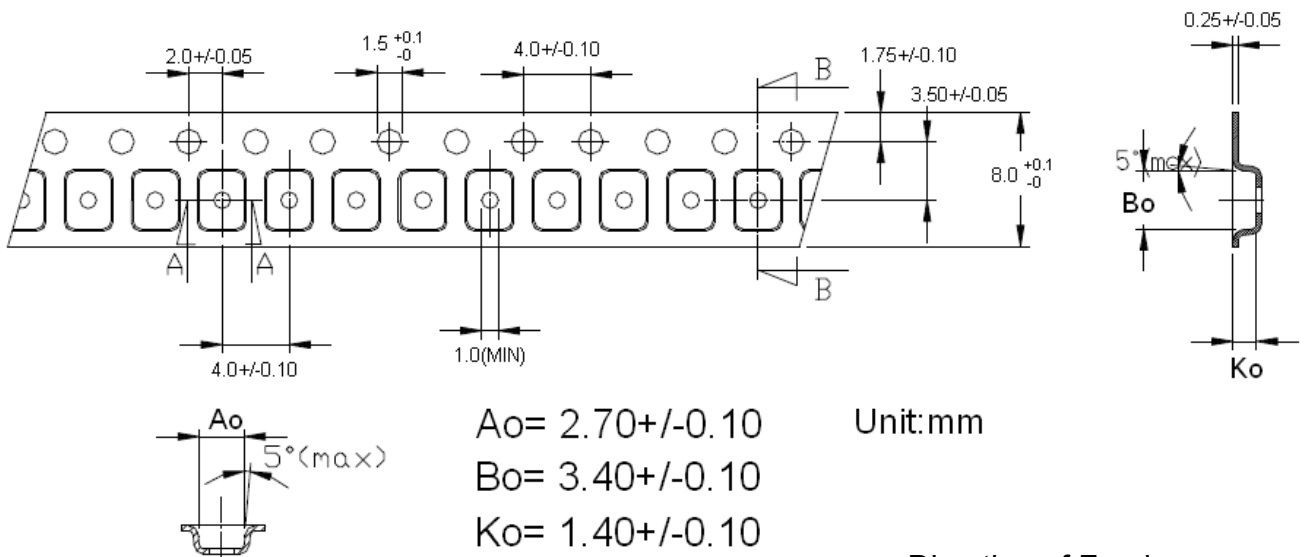 0.25+/-0.05
2.0+/-0.05
1.5 +0.1 -0
4.0+/-0.10
B
1.75+/-0.10
3.50+/-0.05
8.0 +0.1 -0
5°(max)
Bo
A
A
B
1.0(MIN)
4.0+/-0.10
Ko
Ao
5°(max)
Ao= 2.70+/-0.10
Unit:mm
Bo= 3.40+/-0.10
Ko= 1.40+/-0.10